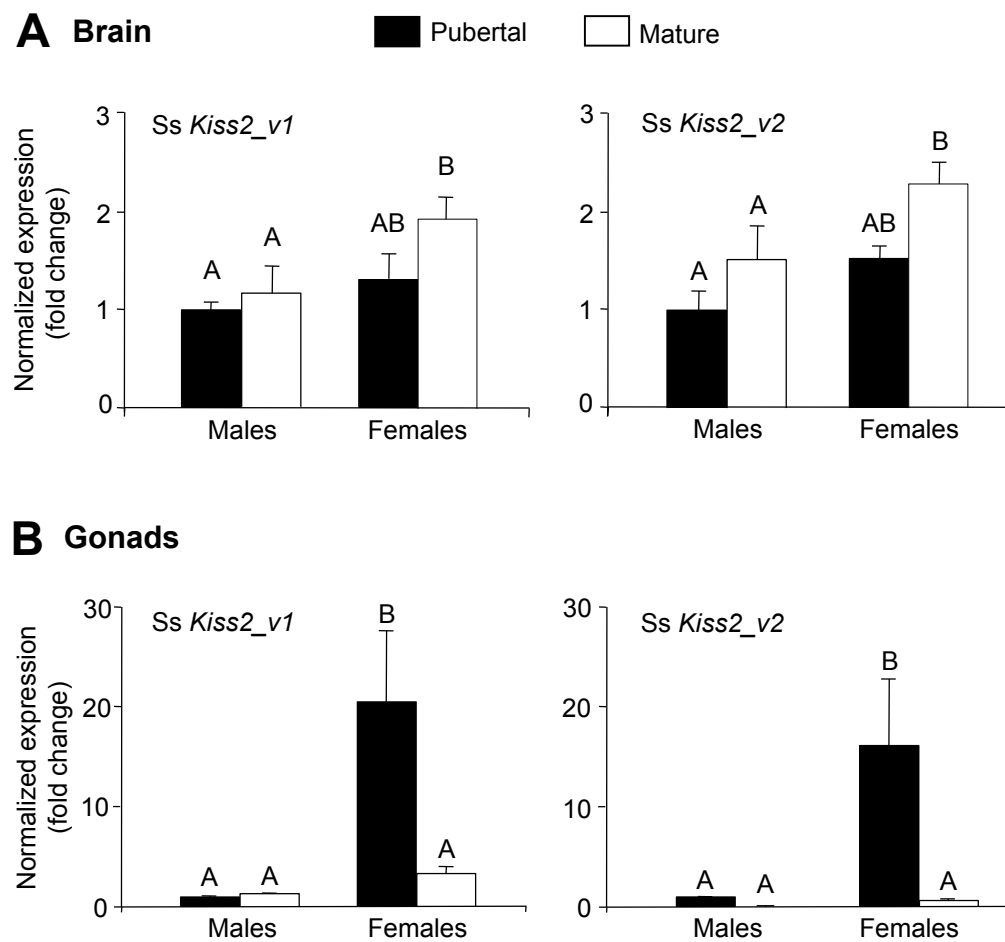 A Brain Pubertal Mature
Ss Kiss2_v1 Ss Kiss2_v2
Normalized expression
(fold change)
3
2
1
0
A A AB B
Males Females
3
2
1
0
A A AB B
Males Females
B Gonads
Ss Kiss2_v1 Ss Kiss2_v2
Normalized expression
(fold change)
30
20
10
0
A A B A
Males Females
30
20
10
0
A A B A
Males Females